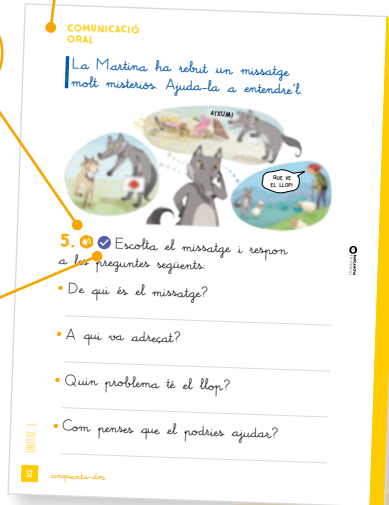 COMUNICACIÓ
ORAL
La Martina ha rebut un missatge
molt misteriós. Ajuda-la a entendre'l.
ATXUM!
QUE VE
EL LLOP!
5. Escolta el missatge i respon
a les preguntes següents:
• De qui és el missatge?
• A qui va adreçat?
• Quin problema té el llop?
• Com penses que el podries ajudar?
UNITAT 1
52
cinquanta-dos